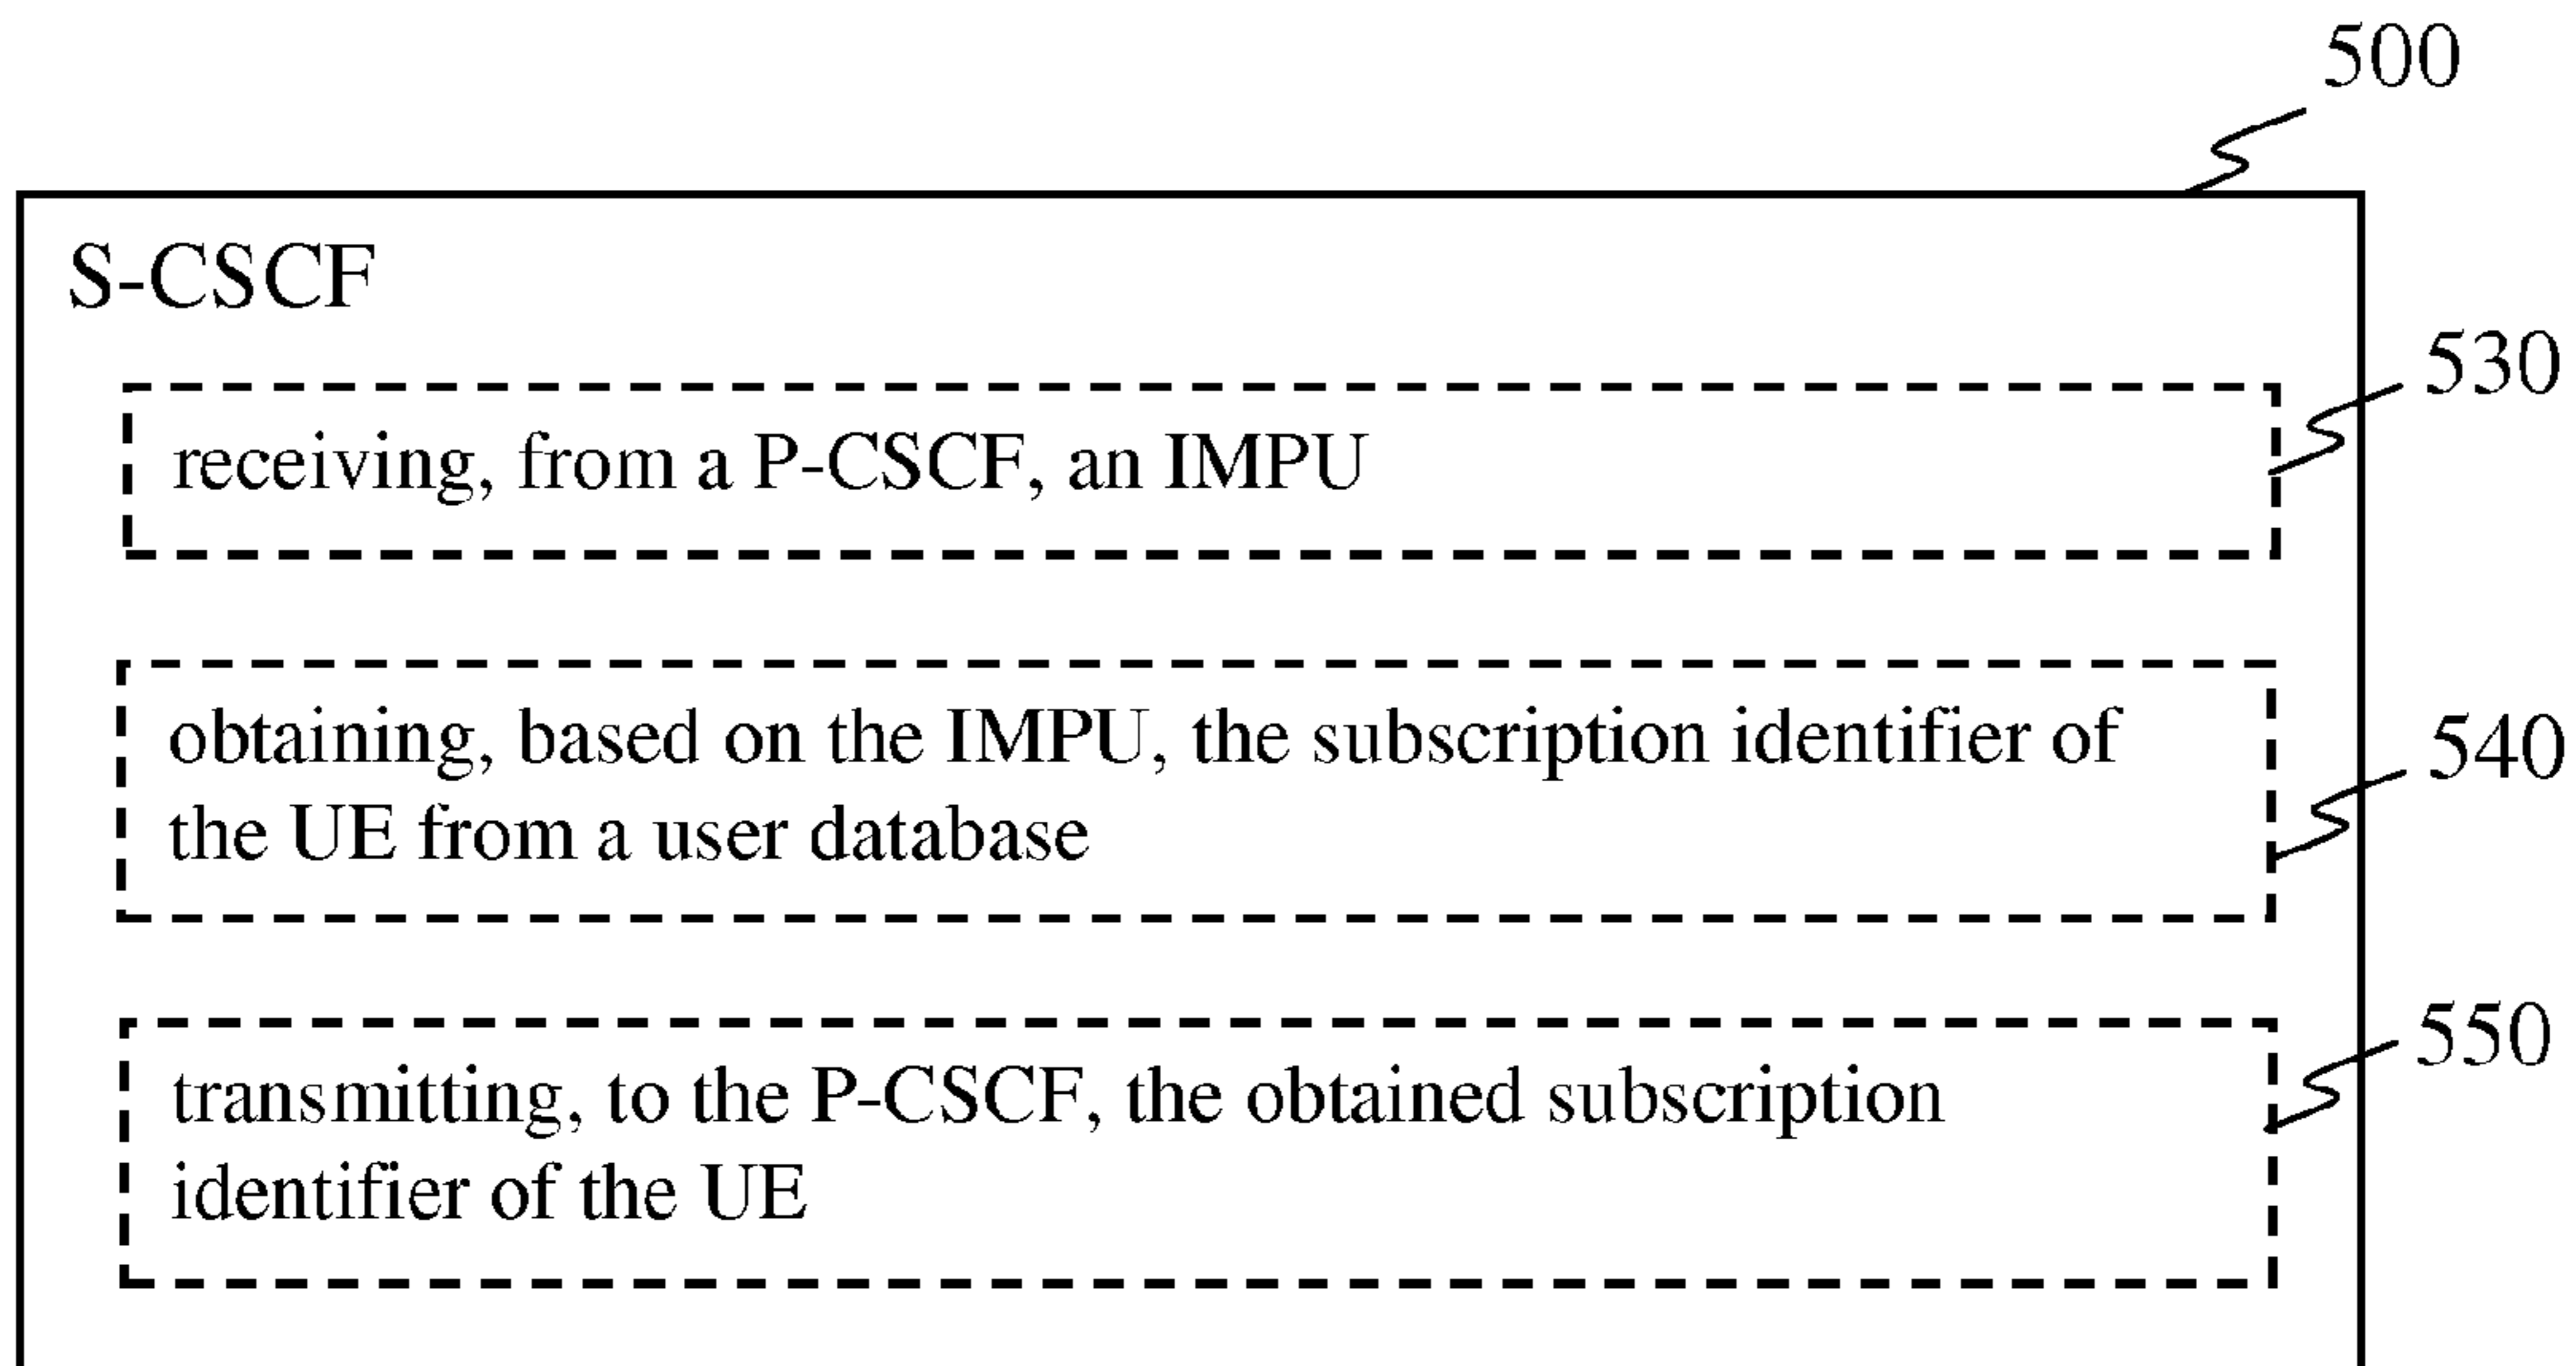 500
S-CSCF
530
receiving, from a P-CSCF, an IMPU
540
obtaining, based on the IMPU, the subscription identifier of
the UE from a user database
550
transmitting, to the P-CSCF, the obtained subscription
identifier of the UE